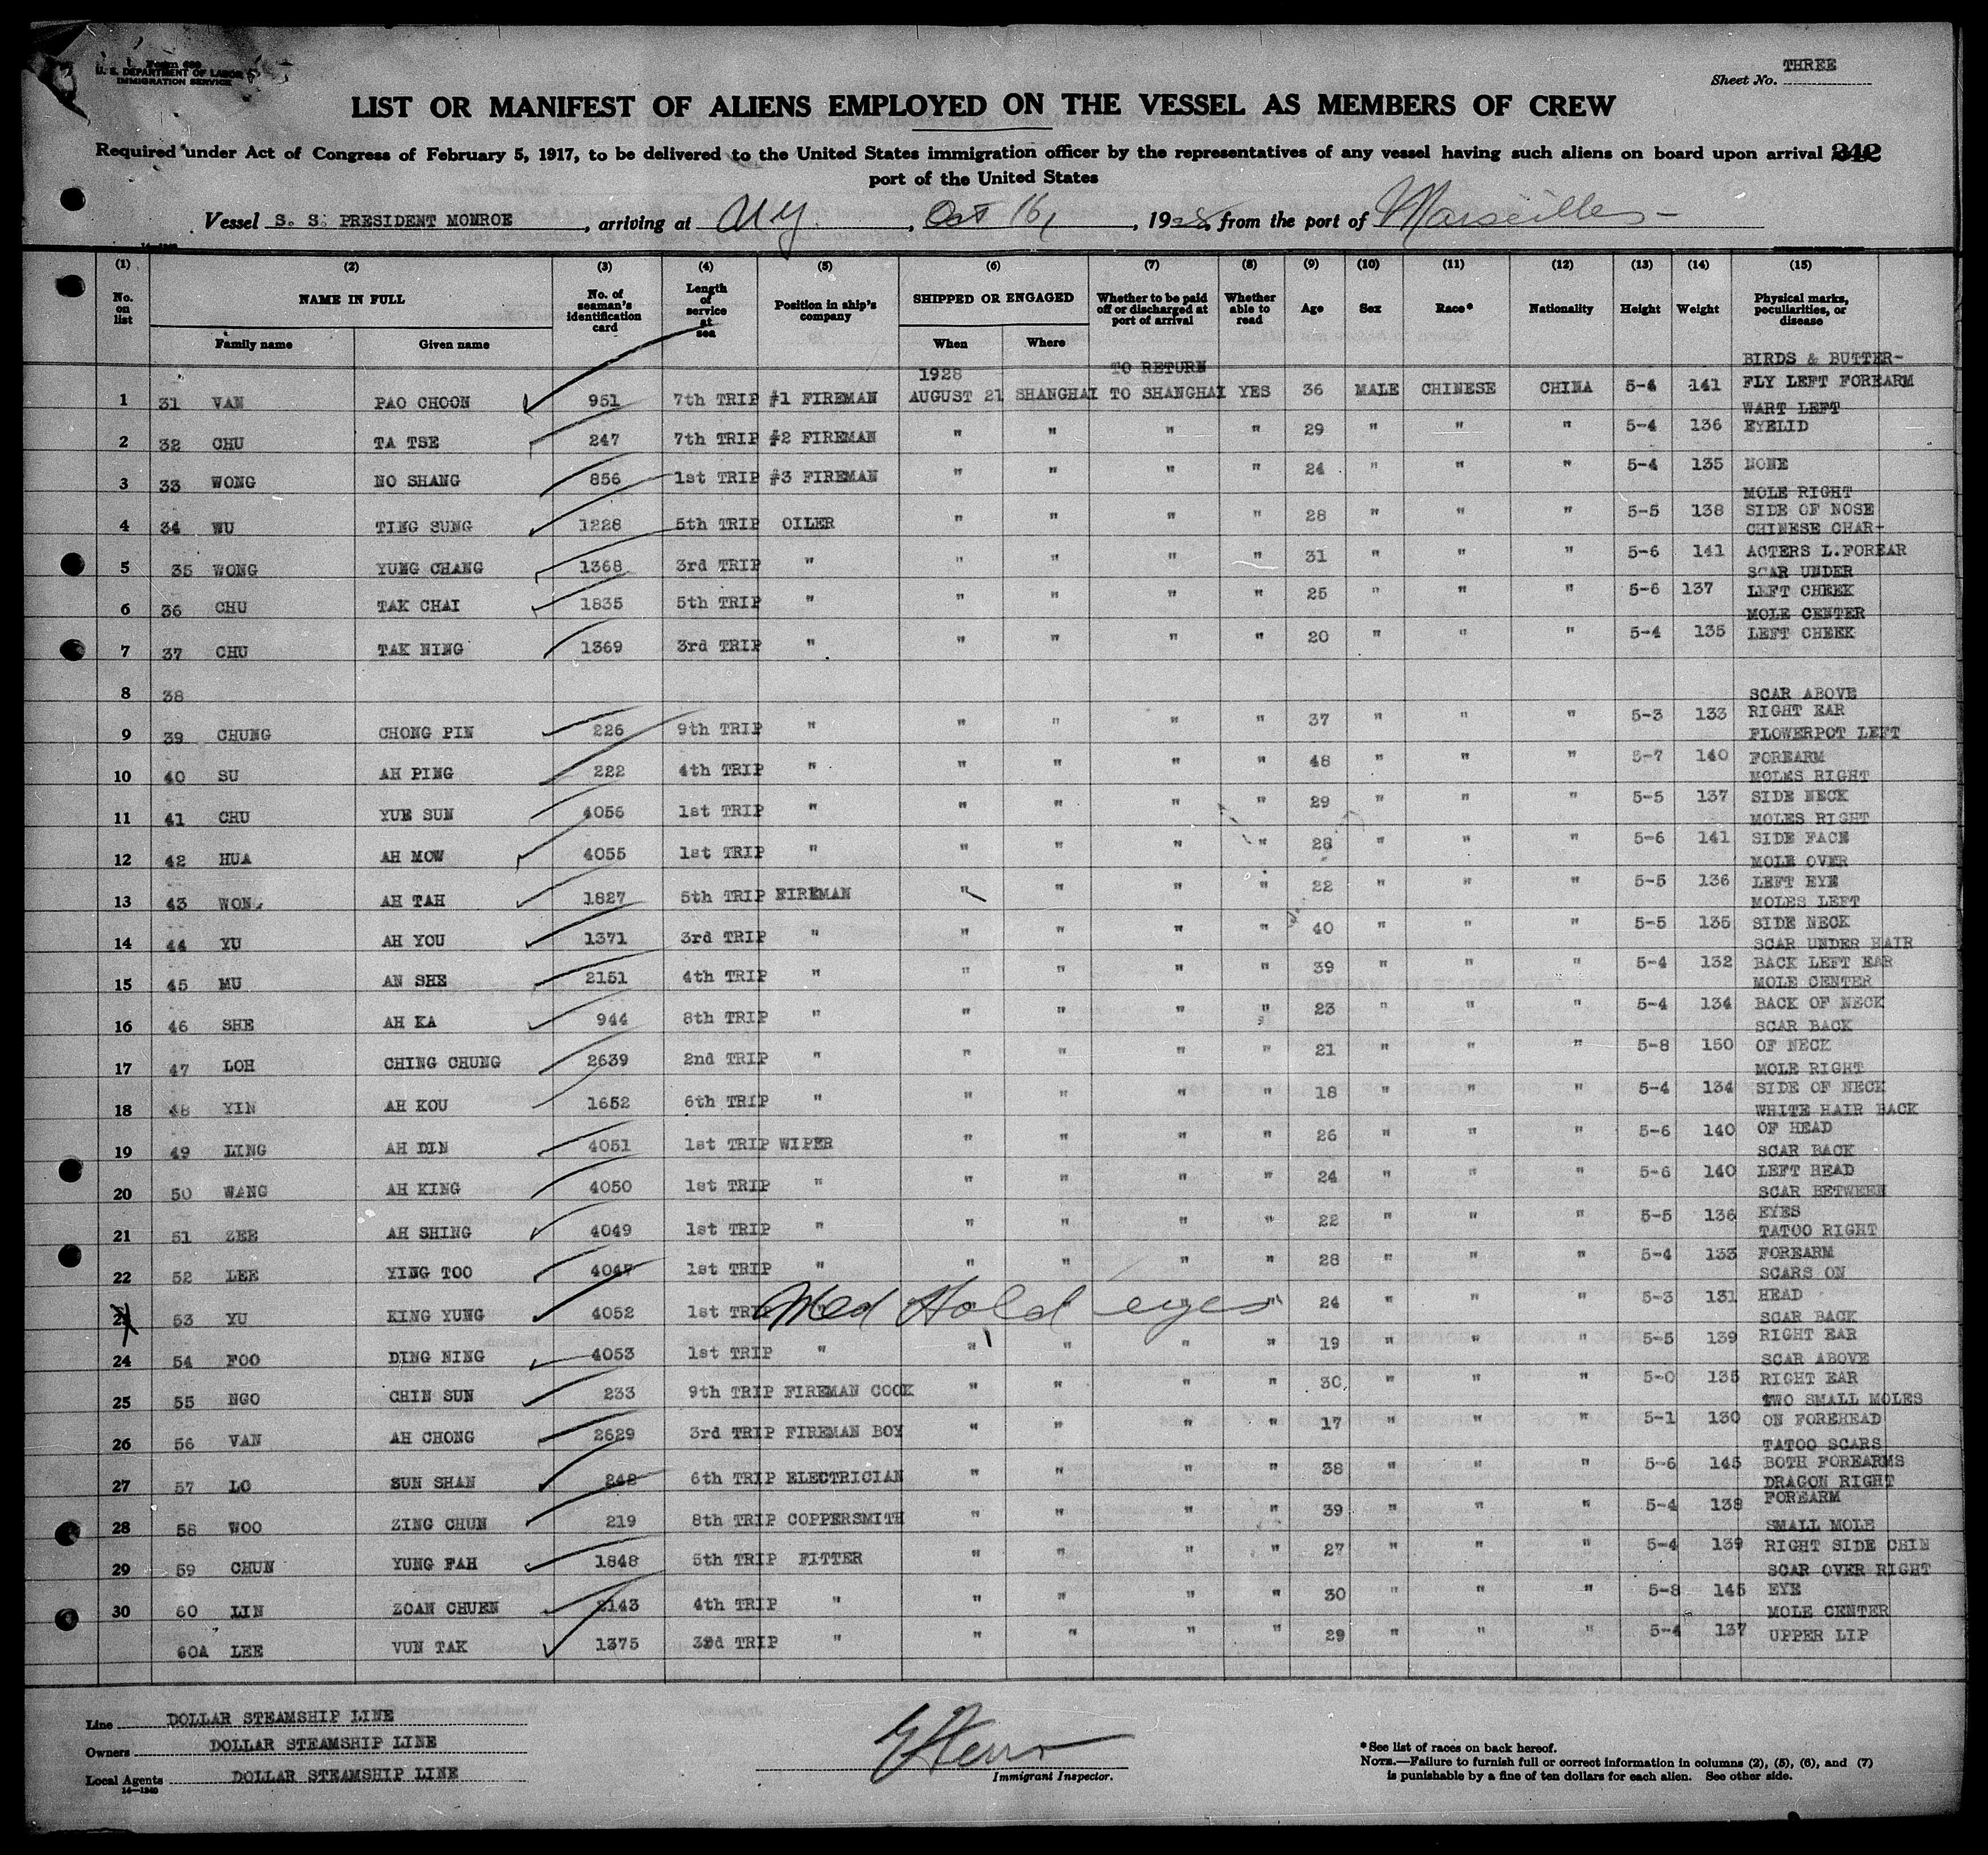 Form 689
U. S. DEPARTMENT OF LABOR
IMMIGRATION SERVICE
Sheet No. THREE
LIST OR MANIFEST OF ALIENS EMPLOYED ON THE VESSEL AS MEMBERS OF CREW
Required under Act of Congress of February 5, 1917, to be delivered to the United States immigration officer by the representatives of any vessel having such aliens on board upon arrival 342
port of the United States
Vessel S. S. PRESIDENT MONROE, arriving at NY, Oct 16, 1928, from the port of Marseilles
(1) (2) (3) (4) (5) (6) (7) (8) (9) (10) (11) (12) (13) (14) (15)
No. on list NAME IN FULL No. of seaman's identification card Length of service at sea Position in ship's company SHIPPED OR ENGAGED Whether to be paid off or discharged at port of arrival Whether able to read Age Sex Race* Nationality Height Weight Physical marks, peculiarities, or disease
Family name Given name When Where
1 31 VAN PAO CHOON 951 7th TRIP #1 FIREMAN 1928 AUGUST 21 SHANGHAI TO RETURN TO SHANGHAI YES 36 MALE CHINESE CHINA 5-4 141 BIRDS & BUTTER- FLY LEFT FOREARM
2 32 CHU TA TSE 247 7th TRIP #2 FIREMAN " " " " 29 " " " 5-4 136 WART LEFT EYELID
3 33 WONG NO SHANG 856 1st TRIP #3 FIREMAN " " " " 24 " " " 5-4 135 NONE
4 34 WU TING SUNG 1228 5th TRIP OILER " " " " 28 " " " 5-5 138 MOLE RIGHT SIDE OF NOSE
5 35 WONG YUNG CHANG 1368 3rd TRIP " " " " " 31 " " " 5-6 141 CHINESE CHAR- ACTERS L.FOREAR
6 36 CHU TAK CHAI 1835 5th TRIP " " " " " 25 " " " 5-6 137 SCAR UNDER LEFT CHEEK
7 37 CHU TAK NING 1369 3rd TRIP " " " " " 20 " " " 5-4 135 MOLE CENTER LEFT CHEEK
8 38
9 39 CHUNG CHONG PIN 226 9th TRIP " " " " " 37 " " " 5-3 133 SCAR ABOVE RIGHT EAR
10 40 SU AH PING 222 4th TRIP " " " " " 48 " " " 5-7 140 FLOWERPOT LEFT FOREARM
11 41 CHU YUE SUN 4056 1st TRIP " " " " " 29 " " " 5-5 137 MOLES RIGHT SIDE NECK
12 42 HUA AH MOW 4055 1st TRIP " " " " " 28 " " " 5-6 141 MOLES RIGHT SIDE FACE
13 43 WONG AH TAH 1827 5th TRIP FIREMAN " " " " 22 " " " 5-5 136 MOLE OVER LEFT EYE
14 44 YU AH YOU 1371 3rd TRIP " " " " " 40 " " " 5-5 135 MOLES LEFT SIDE NECK
15 45 MU AN SHE 2151 4th TRIP " " " " " 39 " " " 5-4 132 SCAR UNDER HAIR BACK LEFT EAR
16 46 SHE AH KA 944 8th TRIP " " " " " 23 " " " 5-4 134 MOLE CENTER BACK OF NECK
17 47 LOH CHING CHUNG 2639 2nd TRIP " " " " " 21 " " " 5-8 150 SCAR BACK OF NECK
18 48 YIN AH KOU 1652 6th TRIP " " " " " 18 " " " 5-4 134 MOLE RIGHT SIDE OF NECK
19 49 LING AH DIN 4051 1st TRIP WIPER " " " " 26 " " " 5-6 140 WHITE HAIR BACK OF HEAD
20 50 WANG AH KING 4050 1st TRIP " " " " " 24 " " " 5-6 140 SCAR BACK LEFT HEAD
21 51 ZEE AH SHING 4049 1st TRIP " " " " " 22 " " " 5-5 136 SCAR BETWEEN EYES
22 52 LEE YING TOO 4047 1st TRIP " " " " " 28 " " " 5-4 133 TATOO RIGHT FOREARM
23 53 YU KING YUNG 4052 1st TRIP Med Hold eyes " 24 " " " 5-3 131 SCARS ON HEAD
24 54 FOO DING NING 4053 1st TRIP " " " " " 19 " " " 5-5 139 SCAR BACK RIGHT EAR
25 55 NGO CHIN SUN 233 9th TRIP FIREMAN COOK " " " " 30 " " " 5-0 135 SCAR ABOVE RIGHT EAR
26 56 VAN AH CHONG 2629 3rd TRIP FIREMAN BOY " " " " 17 " " " 5-1 130 TWO SMALL MOLES ON FOREHEAD
27 57 LO SUN SHAN 248 6th TRIP ELECTRICIAN " " " " 38 " " " 5-6 145 TATOO SCARS BOTH FOREARMS
28 58 WOO ZING CHUN 219 8th TRIP COPPERSMITH " " " " 39 " " " 5-4 138 DRAGON RIGHT FOREARM
29 59 CHUN YUNG FAH 1848 5th TRIP FITTER " " " " 27 " " " 5-4 139 SMALL MOLE RIGHT SIDE CHIN
30 60 LIN ZOAN CHUEN 2143 4th TRIP " " " " " 30 " " " 5-8 145 SCAR OVER RIGHT EYE
60A LEE VUN TAK 1375 3rd TRIP " " " " " 29 " " " 5-4 137 MOLE CENTER UPPER LIP
Line DOLLAR STEAMSHIP LINE
Owners DOLLAR STEAMSHIP LINE
Local Agents DOLLAR STEAMSHIP LINE
14-1240
Immigrant Inspector.
*See list of races on back hereof.
NOTE.—Failure to furnish full or correct information in columns (2), (5), (6), and (7)
is punishable by a fine of ten dollars for each alien. See other side.